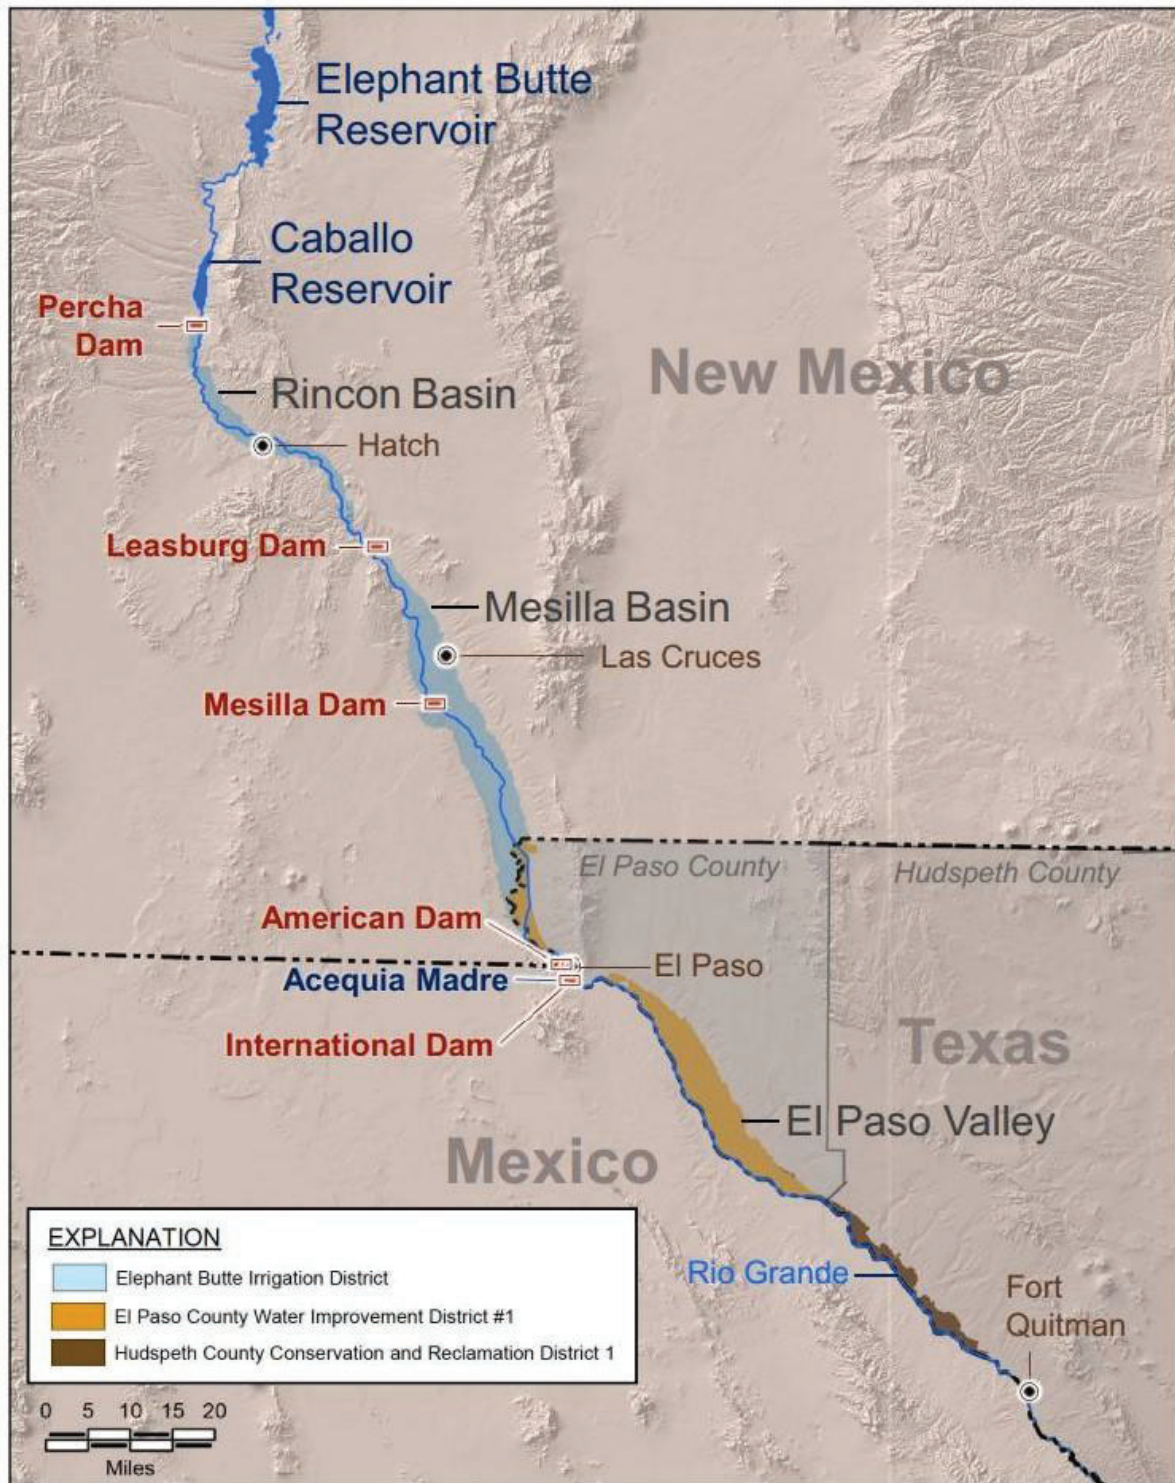 Elephant Butte
Reservoir
Caballo
Reservoir
Percha
Dam
New Mexico
Rincon Basin
Hatch
Leasburg Dam
Mesilla Basin
Las Cruces
Mesilla Dam
El Paso County
Hudspeth County
American Dam
El Paso
Acequia Madre
International Dam
Texas
El Paso Valley
Mexico
EXPLANATION
Elephant Butte Irrigation District
El Paso County Water Improvement District #1
Hudspeth County Conservation and Reclamation District 1
Rio Grande
Fort
Quitman
0 5 10 15 20
Miles